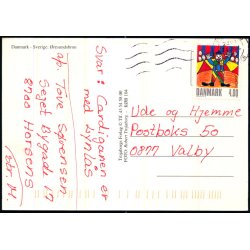 Danmark - Sverige. Øresundsbroen
Svar: Cardiganen er
med lynlås
Tove Sørensen
Sejet Bygade 17
8700 Horsens
DANMARK
4.00
Ude og Hjemme
Postboks 50
0877 Valby